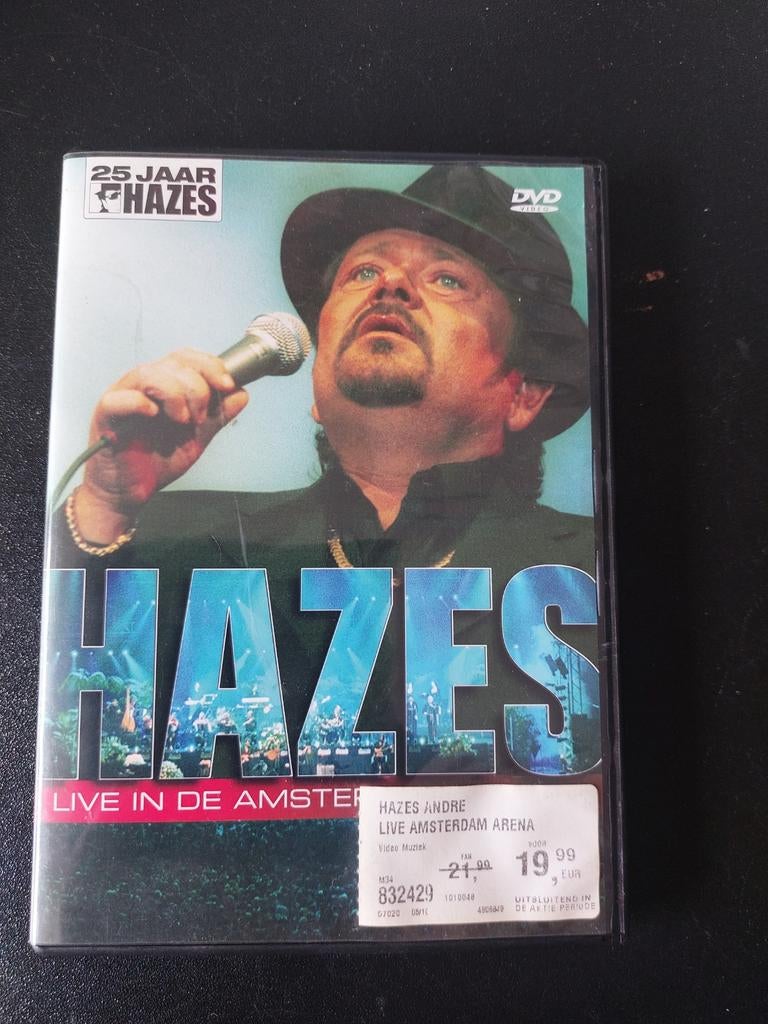 25 JAAR
HAZES
DVD
VIDEO
HAZES
LIVE IN DE AMSTER
HAZES ANDRE
LIVE AMSTERDAM ARENA
Video Muziek
VAN
21,99
VOOR
19,99
EUR
M34
832429
1010048
UITSLUITEND IN
DE AKTIE PERIODE
07020